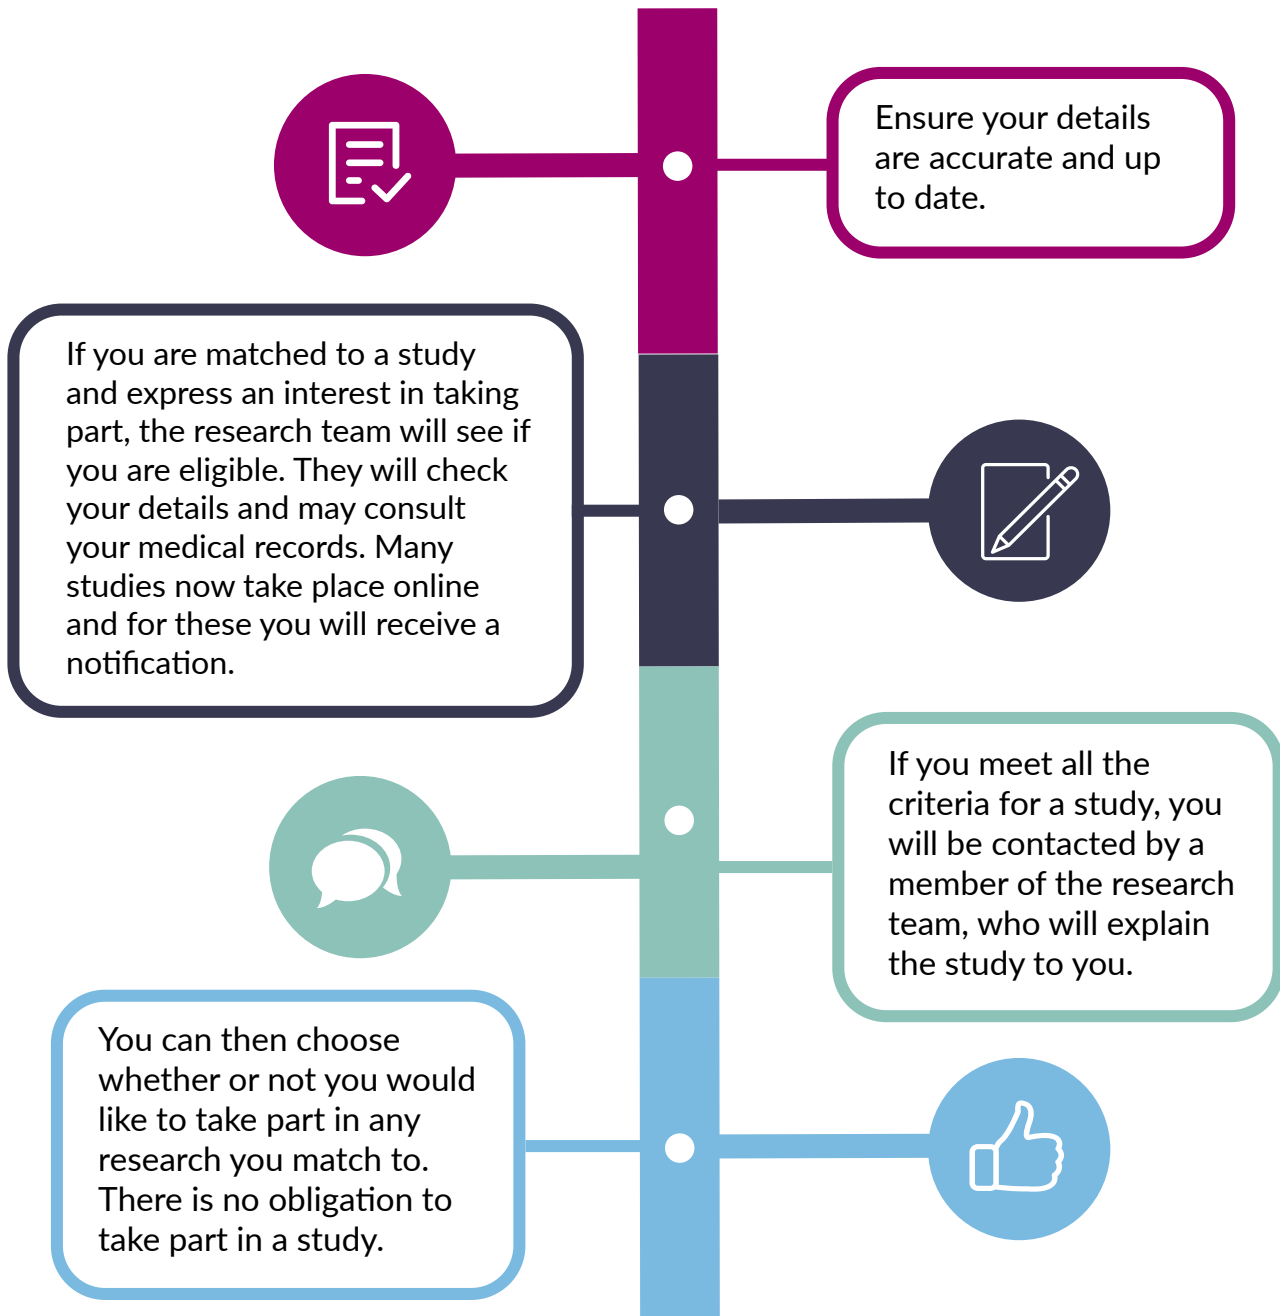 Ensure your details
are accurate and up
to date.
If you are matched to a study
and express an interest in taking
part, the research team will see if
you are eligible. They will check
your details and may consult
your medical records. Many
studies now take place online
and for these you will receive a
notification.
If you meet all the
criteria for a study, you
will be contacted by a
member of the research
team, who will explain
the study to you.
You can then choose
whether or not you would
like to take part in any
research you match to.
There is no obligation to
take part in a study.